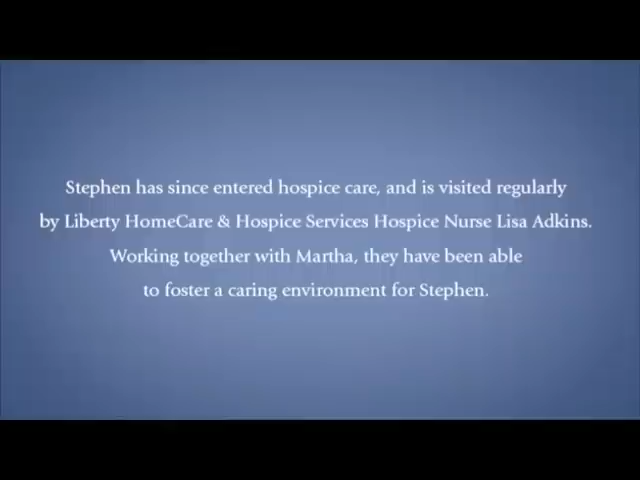 Stephen has since entered hospice care, and is visited regularly
by Liberty HomeCare & Hospice Services Hospice Nurse Lisa Adkins.
Working together with Martha, they have been able
to foster a caring environment for Stephen.